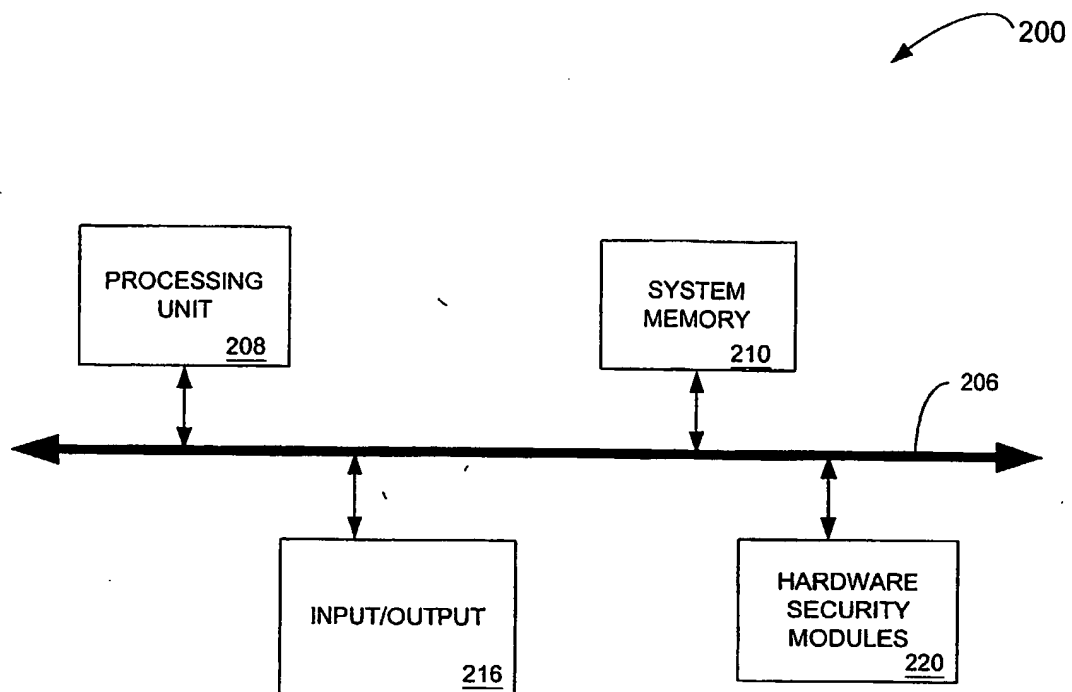 200
PROCESSING
UNIT
208
SYSTEM
MEMORY
210
206
INPUT/OUTPUT
216
HARDWARE
SECURITY
MODULES
220